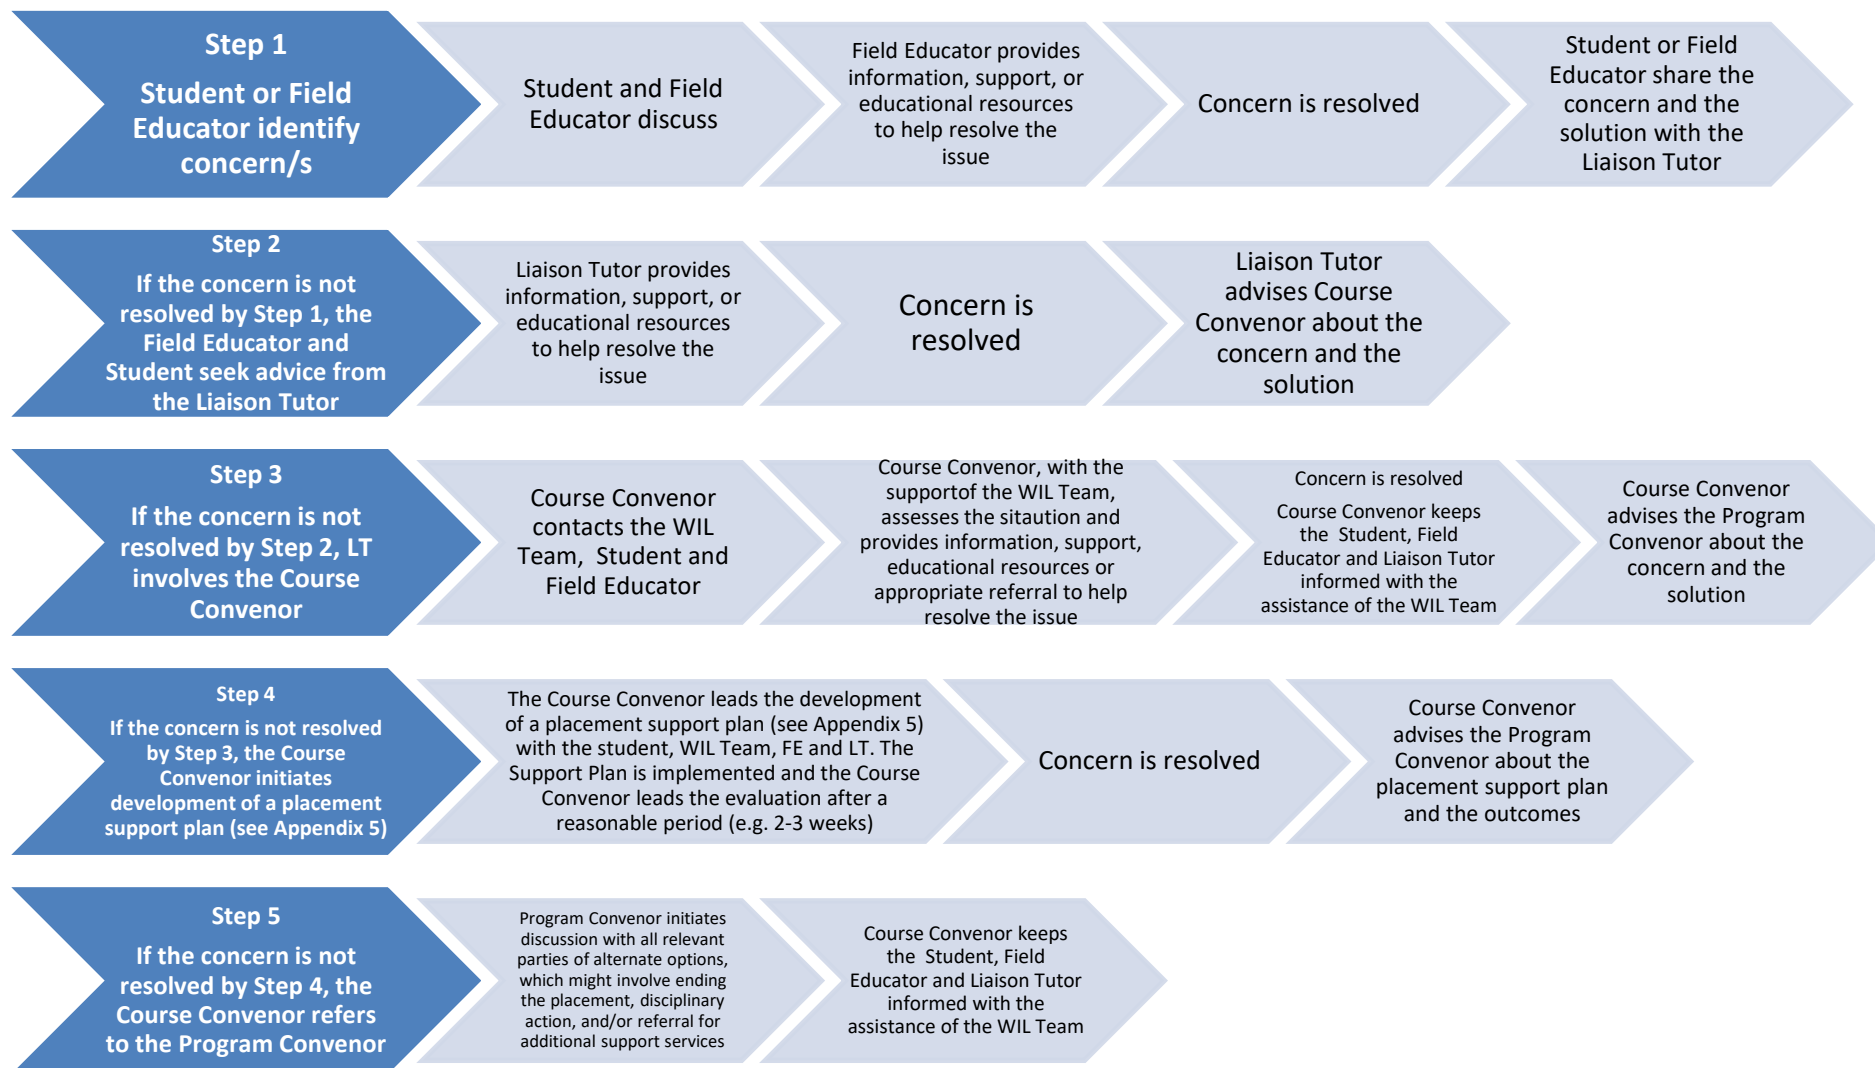 Step 1
Student or Field
Educator identify
concern/s
Student and Field
Educator discuss
Field Educator provides
information, support, or
educational resources
to help resolve the
issue
Concern is resolved
Student or Field
Educator share the
concern and the
solution with the
Liaison Tutor
Step 2
If the concern is not
resolved by Step 1, the
Field Educator and
Student seek advice from
the Liaison Tutor
Liaison Tutor provides
information, support, or
educational resources
to help resolve the
issue
Concern is
resolved
Liaison Tutor
advises Course
Convenor about the
concern and the
solution
Step 3
If the concern is not
resolved by Step 2, LT
involves the Course
Convenor
Course Convenor
contacts the WIL
Team, Student and
Field Educator
Course Convenor, with the
supportof the WIL Team,
assesses the sitaution and
provides information, support,
educational resources or
appropriate referral to help
resolve the issue
Concern is resolved
Course Convenor keeps
the Student, Field
Educator and Liaison Tutor
informed with the
assistance of the WIL Team
Course Convenor
advises the Program
Convenor about the
concern and the
solution
Step 4
If the concern is not resolved
by Step 3, the Course
Convenor initiates
development of a placement
support plan (see Appendix 5)
The Course Convenor leads the development
of a placement support plan (see Appendix 5)
with the student, WIL Team, FE and LT. The
Support Plan is implemented and the Course
Convenor leads the evaluation after a
reasonable period (e.g. 2-3 weeks)
Concern is resolved
Course Convenor
advises the Program
Convenor about the
placement support plan
and the outcomes
Step 5
If the concern is not
resolved by Step 4, the
Course Convenor refers
to the Program Convenor
Program Convenor initiates
discussion with all relevant
parties of alternate options,
which might involve ending
the placement, disciplinary
action, and/or referral for
additional support services
Course Convenor keeps
the Student, Field
Educator and Liaison Tutor
informed with the
assistance of the WIL Team